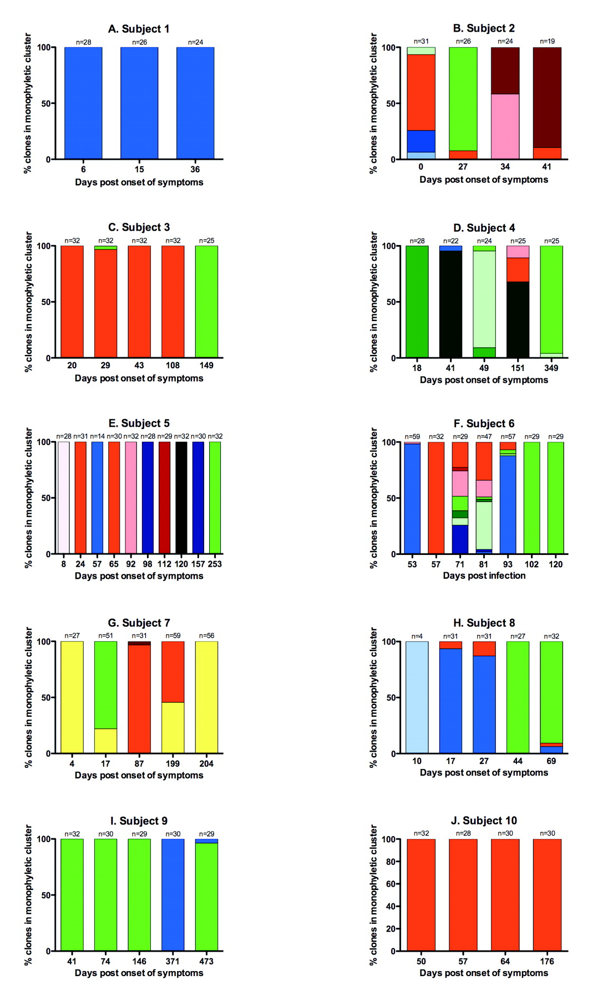 A. Subject 1
n=28 n=26 n=24
% clones in monophyletic cluster
100
50
0
6 15 36
Days post onset of symptoms
B. Subject 2
n=31 n=26 n=24 n=19
% clones in monophyletic cluster
100
50
0
0 27 34 41
Days post onset of symptoms
C. Subject 3
n=32 n=32 n=32 n=32 n=25
% clones in monophyletic cluster
100
50
0
20 29 43 108 149
Days post onset of symptoms
D. Subject 4
n=28 n=22 n=24 n=25 n=25
% clones in monophyletic cluster
100
50
0
18 41 49 151 349
Days post onset of symptoms
E. Subject 5
n=28 n=31 n=14 n=30 n=32 n=28 n=29 n=32 n=30 n=32
% clones in monophyletic cluster
100
50
0
8 24 57 65 92 98 112 120 157 253
Days post onset of symptoms
F. Subject 6
n=59 n=32 n=29 n=47 n=57 n=29 n=29
% clones in monophyletic cluster
100
50
0
53 57 71 81 93 102 120
Days post infection
G. Subject 7
n=27 n=51 n=31 n=59 n=56
% clones in monophyletic cluster
100
50
0
4 17 87 199 204
Days post onset of symptoms
H. Subject 8
n=4 n=31 n=31 n=27 n=32
% clones in monophyletic cluster
100
50
0
10 17 27 44 69
Days post onset of symptoms
I. Subject 9
n=32 n=30 n=29 n=30 n=29
% clones in monophyletic cluster
100
50
0
41 74 146 371 473
Days post onset of symptoms
J. Subject 10
n=32 n=28 n=30 n=30
% clones in monophyletic cluster
100
80
60
40
20
0
50 57 64 176
Days post onset of symptoms